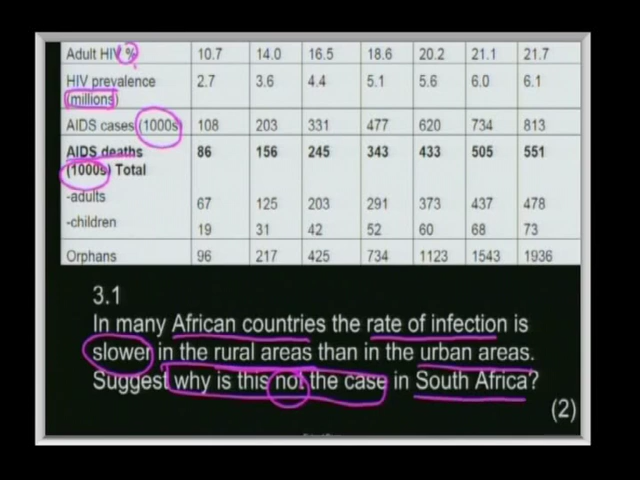 Adult HIV % 10.7 14.0 16.5 18.6 20.2 21.1 21.7
HIV prevalence 2.7 3.6 4.4 5.1 5.6 6.0 6.1
(millions)
AIDS cases (1000s 108 203 331 477 620 734 813
AIDS deaths 86 156 245 343 433 505 551
(1000s) Total
-adults 67 125 203 291 373 437 478
-children 19 31 42 52 60 68 73
Orphans 96 217 425 734 1123 1543 1936
3.1
In many African countries the rate of infection is
slower in the rural areas than in the urban areas.
Suggest why is this not the case in South Africa?
(2)